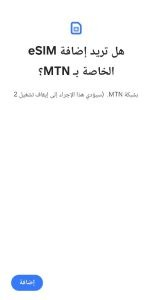 هل تريد إضافة eSIM
الخاصة بـ MTN؟
بشبكة MTN. (سيؤدي هذا الإجراء إلى إيقاف تشغيل 2
إضافة